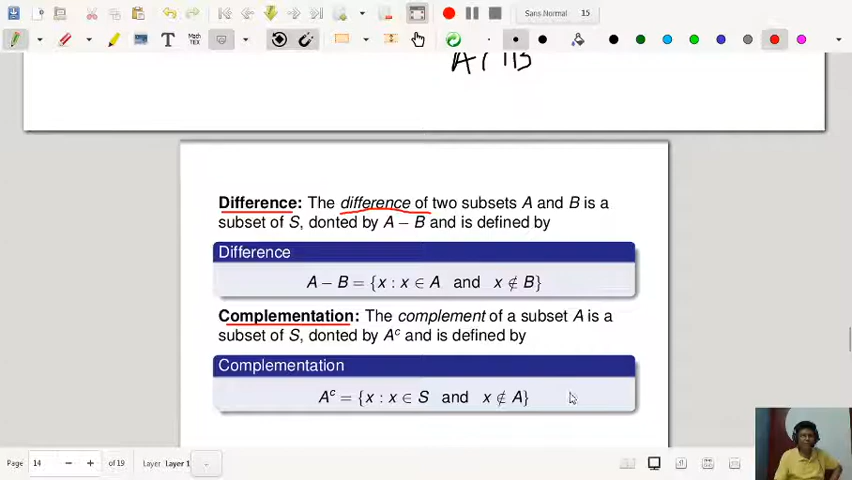 Sans Normal 15
A ∩ B
Difference: The difference of two subsets A and B is a
subset of S, donted by A − B and is defined by
Difference
A − B = {x : x ∈ A and x ∉ B}
Complementation: The complement of a subset A is a
subset of S, donted by Aᶜ and is defined by
Complementation
Aᶜ = {x : x ∈ S and x ∉ A}
Page 14 − + of 19 Layer layer 1